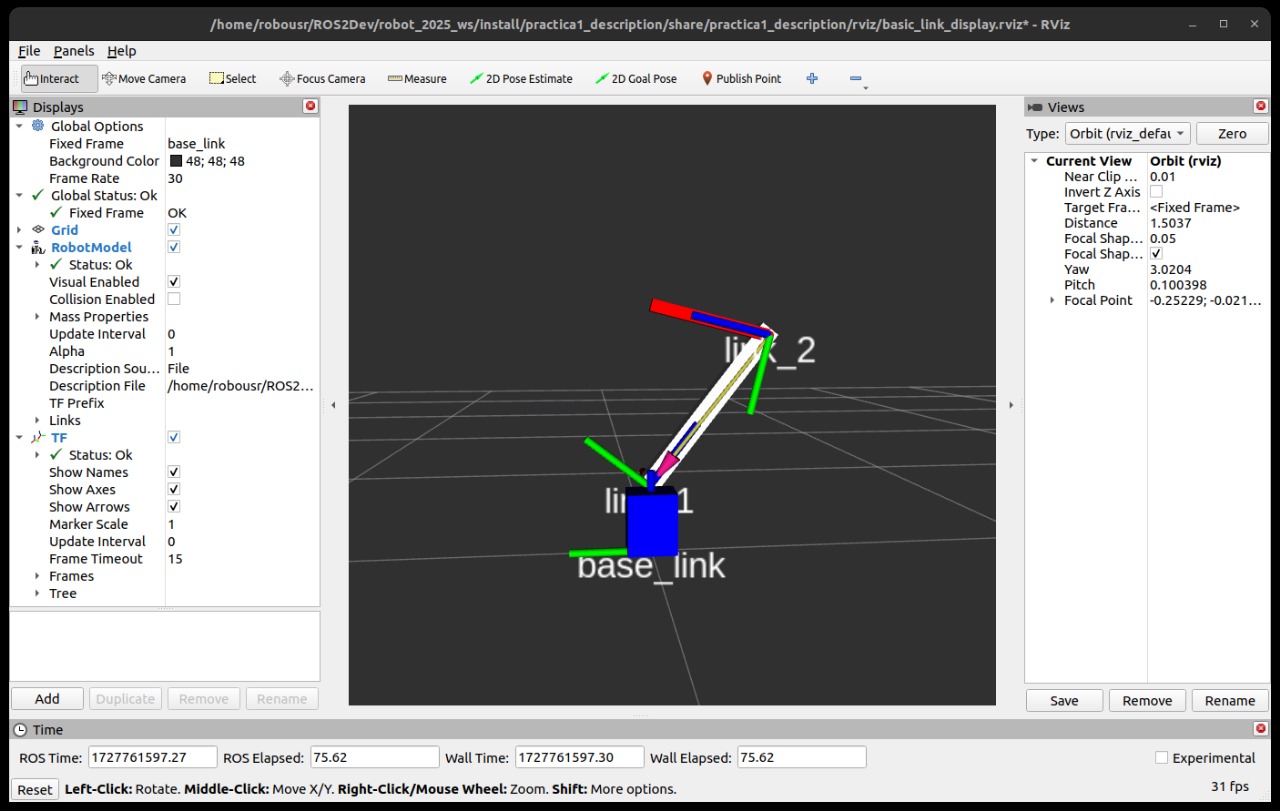 /home/robousr/ROS2Dev/robot_2025_ws/install/practica1_description/share/practica1_description/rviz/basic_link_display.rviz* - RViz
File Panels Help
Interact Move Camera Select Focus Camera Measure 2D Pose Estimate 2D Goal Pose Publish Point
Displays
Global Options
Fixed Frame base_link
Background Color 48; 48; 48
Frame Rate 30
Global Status: Ok
Fixed Frame OK
Grid
RobotModel
Status: Ok
Visual Enabled
Collision Enabled
Mass Properties
Update Interval 0
Alpha 1
Description Sou... File
Description File /home/robousr/ROS2...
TF Prefix
Links
TF
Status: Ok
Show Names
Show Axes
Show Arrows
Marker Scale 1
Update Interval 0
Frame Timeout 15
Frames
Tree
Add Duplicate Remove Rename
link_2
link_1
base_link
Views
Type: Orbit (rviz_defau Zero
Current View Orbit (rviz)
Near Clip ... 0.01
Invert Z Axis
Target Fra... <Fixed Frame>
Distance 1.5037
Focal Shap... 0.05
Focal Shap...
Yaw 3.0204
Pitch 0.100398
Focal Point -0.25229; -0.021...
Save Remove Rename
Time
ROS Time: 1727761597.27 ROS Elapsed: 75.62 Wall Time: 1727761597.30 Wall Elapsed: 75.62 Experimental
Reset Left-Click: Rotate. Middle-Click: Move X/Y. Right-Click/Mouse Wheel: Zoom. Shift: More options. 31 fps